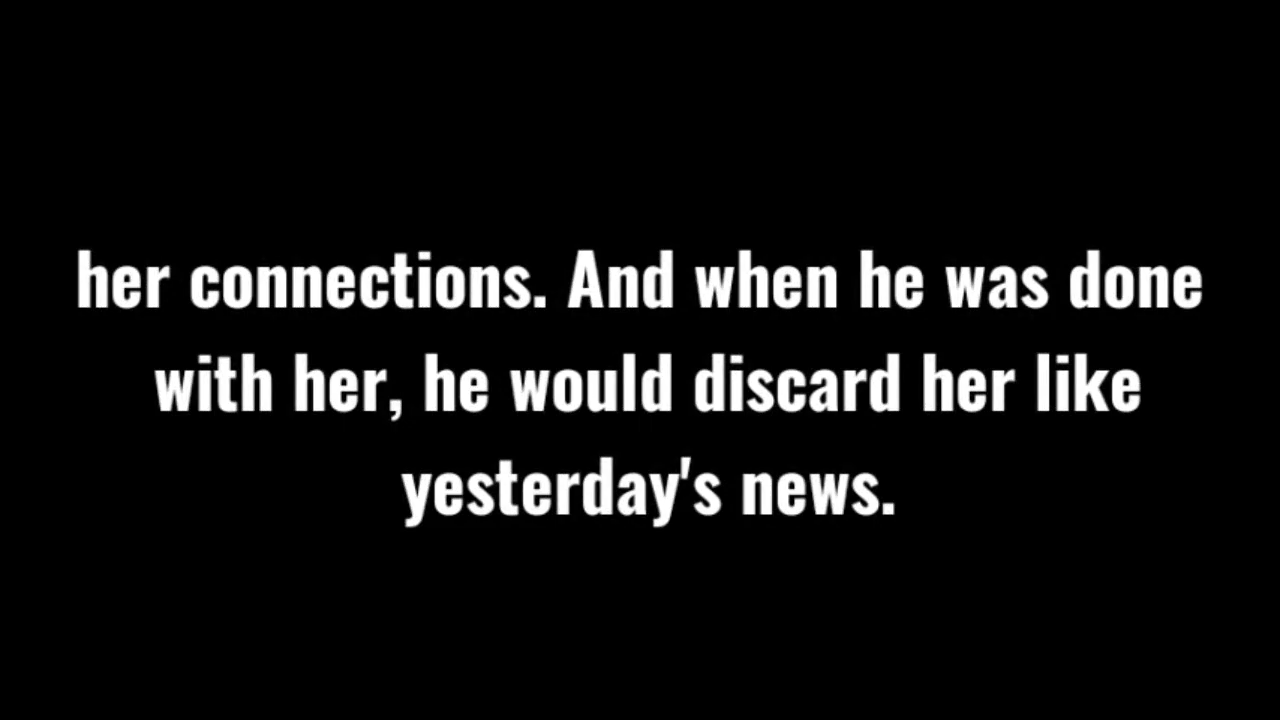 her connections. And when he was done
with her, he would discard her like
yesterday's news.